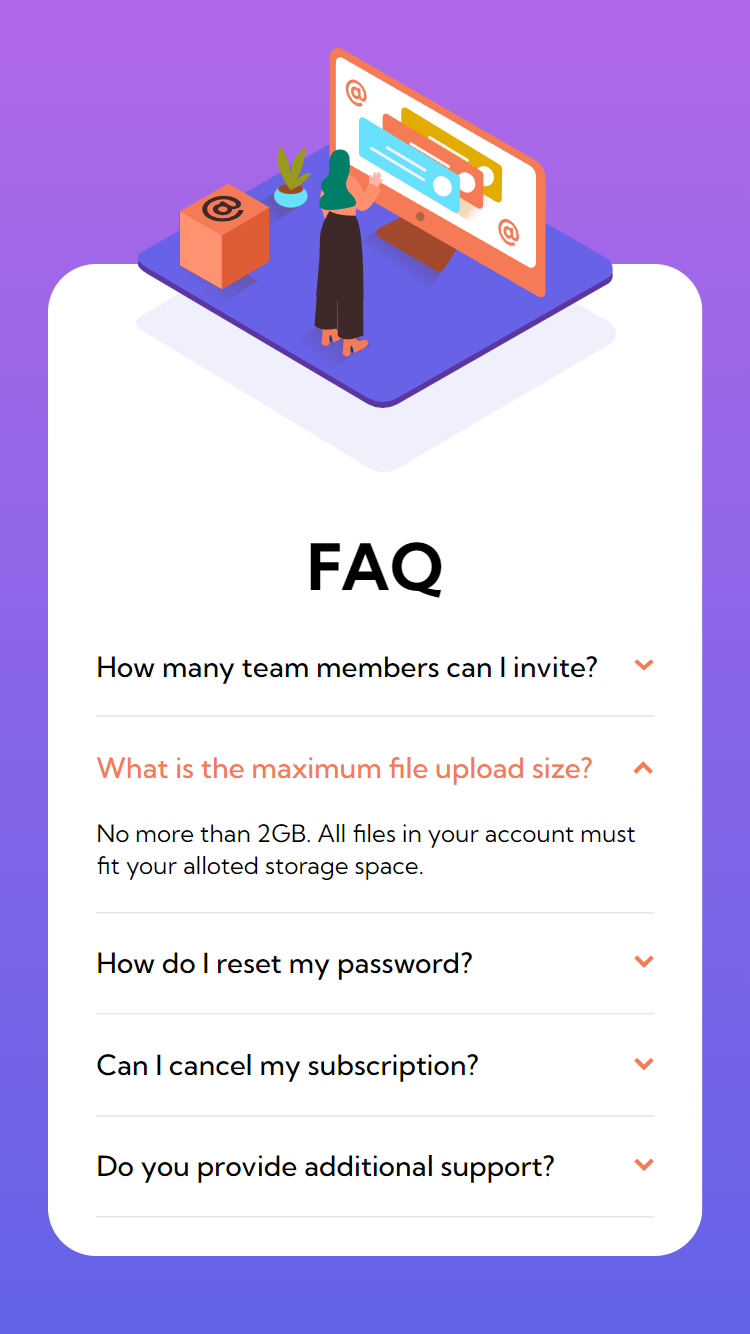 @
@
@
FAQ
How many team members can I invite?
What is the maximum file upload size?
No more than 2GB. All files in your account must
fit your alloted storage space.
How do I reset my password?
Can I cancel my subscription?
Do you provide additional support?